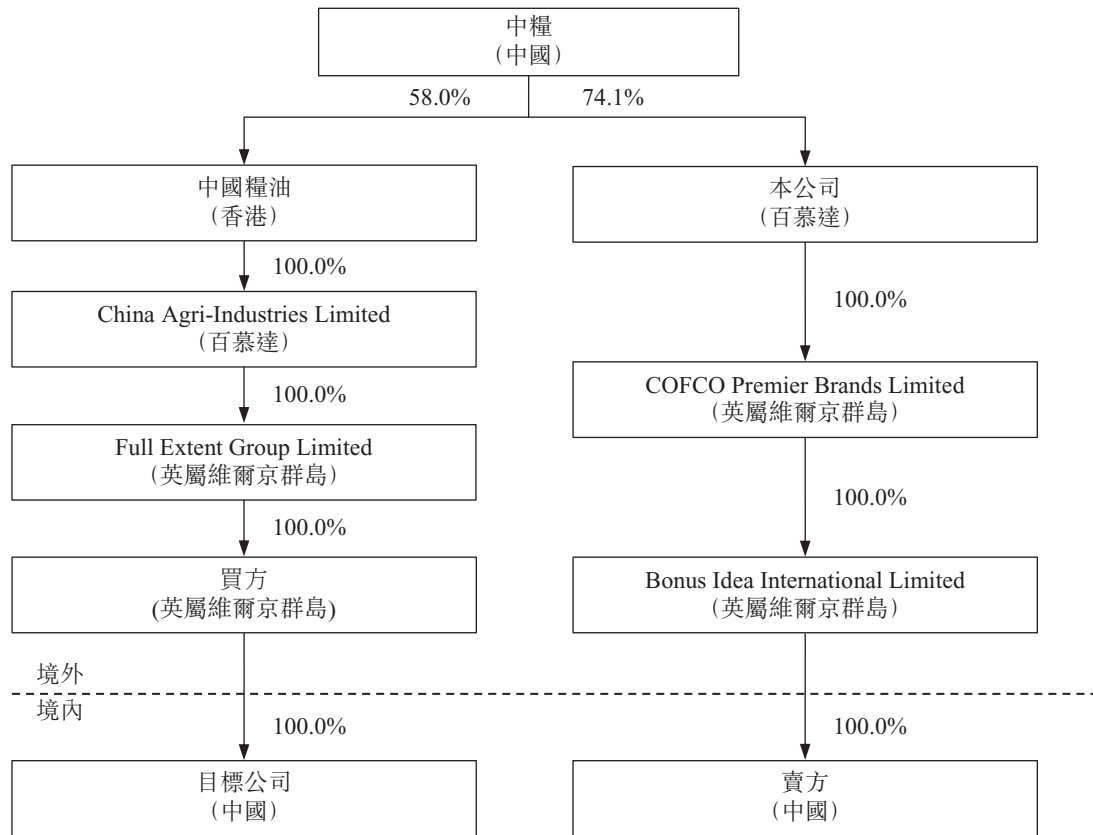 中糧
（中國）
58.0%
74.1%
中國糧油
（香港）
本公司
（百慕達）
100.0%
China Agri-Industries Limited
（百慕達）
100.0%
100.0%
COFCO Premier Brands Limited
（英屬維爾京群島）
Full Extent Group Limited
（英屬維爾京群島）
100.0%
100.0%
買方
(英屬維爾京群島)
Bonus Idea International Limited
（英屬維爾京群島）
境外
境內
100.0%
100.0%
目標公司
（中國）
賣方
（中國）